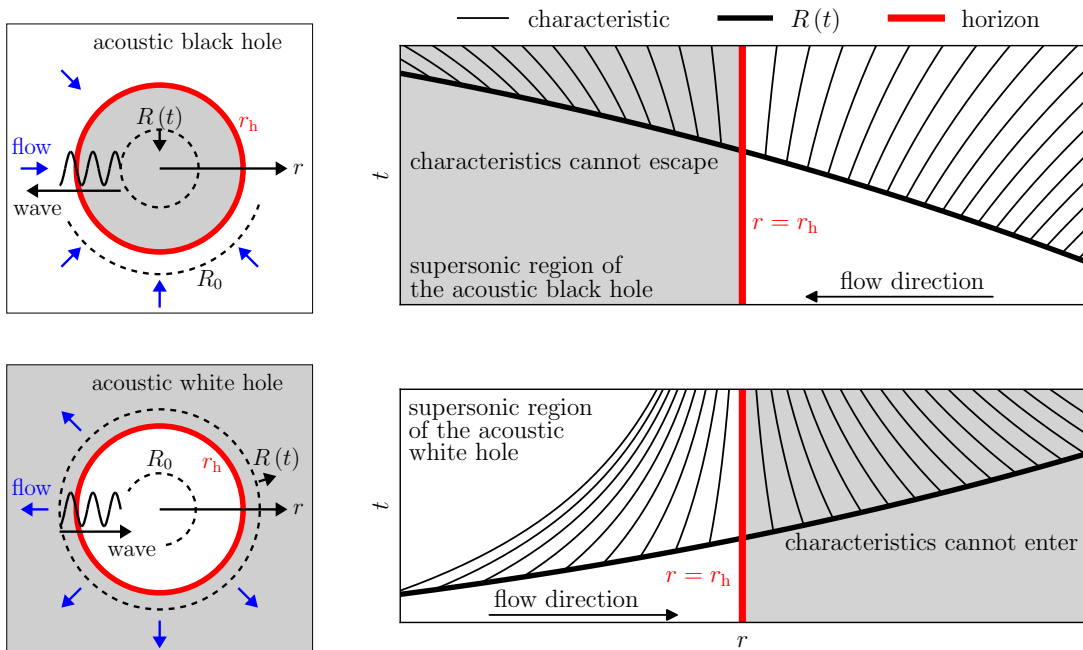 characteristic
R(t)
horizon
acoustic black hole
R(t)
r_h
flow
r
wave
R_0
t
characteristics cannot escape
r = r_h
supersonic region of
the acoustic black hole
flow direction
acoustic white hole
R_0
r_h
R(t)
flow
r
wave
t
supersonic region
of the acoustic
white hole
characteristics cannot enter
r = r_h
flow direction
r